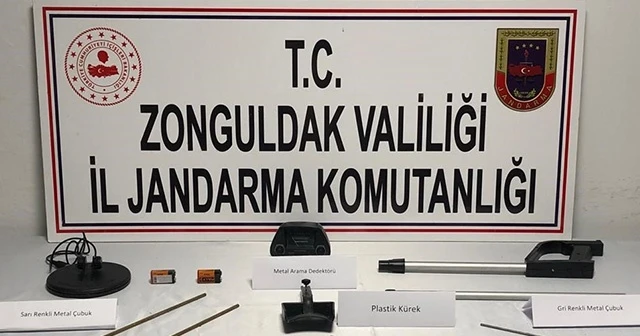 T.C.
ZONGULDAK VALİLİĞİ
İL JANDARMA KOMUTANLIĞI
JANDARMA
Metal Arama Dedektörü
Sarı Renkli Metal Çubuk
Plastik Kürek
Gri Renkli Metal Çubuk